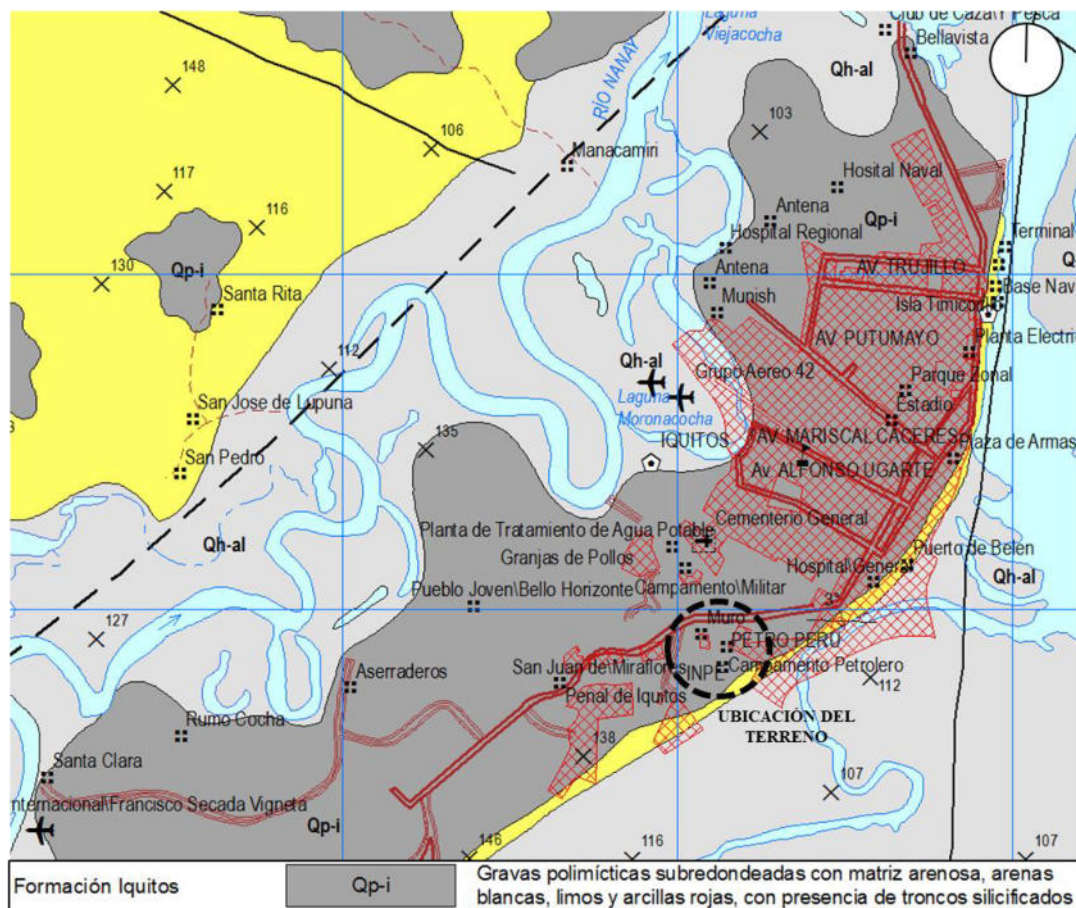 Laguna
Viejacocha
Club de Caza\Y Pesca
Bellavista
Qh-al
148
RÍO NANAY
103
106
Manacamiri
117
Hosital Naval
116
Antena
Qp-i
Hospital Regional
Terminal
Qp-i
130
Antena
AV. TRUJILLO
Base Nav
Santa Rita
Munish
Isla Timicon
AV. PUTUMAYO
Planta Electric
112
Qh-al
Grupo Aereo 42
Parque Zonal
San Jose de Lupuna
Laguna
Moronacocha
Estadio
135
IQUITOS
AV. MARISCAL CACERES
Plaza de Armas
San Pedro
Av. ALFONSO UGARTE
Cementerio General
Planta de Tratamiento de Agua Potable
Qh-al
Granjas de Pollos
Puerto de Belén
Hospital\General
Qh-al
Pueblo Joven\Bello Horizonte
Campamento\Militar
127
Muro
PETRO PERU
San Juan de Miraflores
INPE
Campamento Petrolero
Aserraderos
112
Penal de Iquitos
UBICACIÓN DEL
TERRENO
Rumo Cocha
138
Santa Clara
107
nternacional\Francisco Secada Vigneta
Qp-i
146
116
107
Formación Iquitos
Qp-i
Gravas polimícticas subredondeadas con matriz arenosa, arenas
blancas, limos y arcillas rojas, con presencia de troncos silicificados